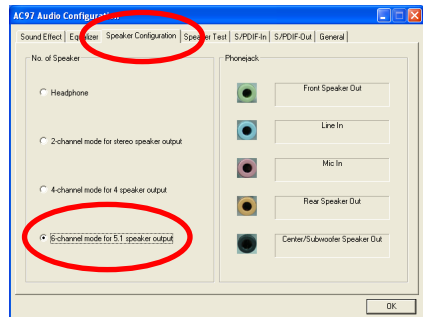 AC97 Audio Configuration
Sound Effect Equalizer Speaker Configuration Speaker Test S/PDIF-In S/PDIF-Out General
No. of Speaker
Headphone
2-channel mode for stereo speaker output
4-channel mode for 4 speaker output
6-channel mode for 5.1 speaker output
Phonejack
Front Speaker Out
Line In
Mic In
Rear Speaker Out
Center/Subwoofer Speaker Out
OK